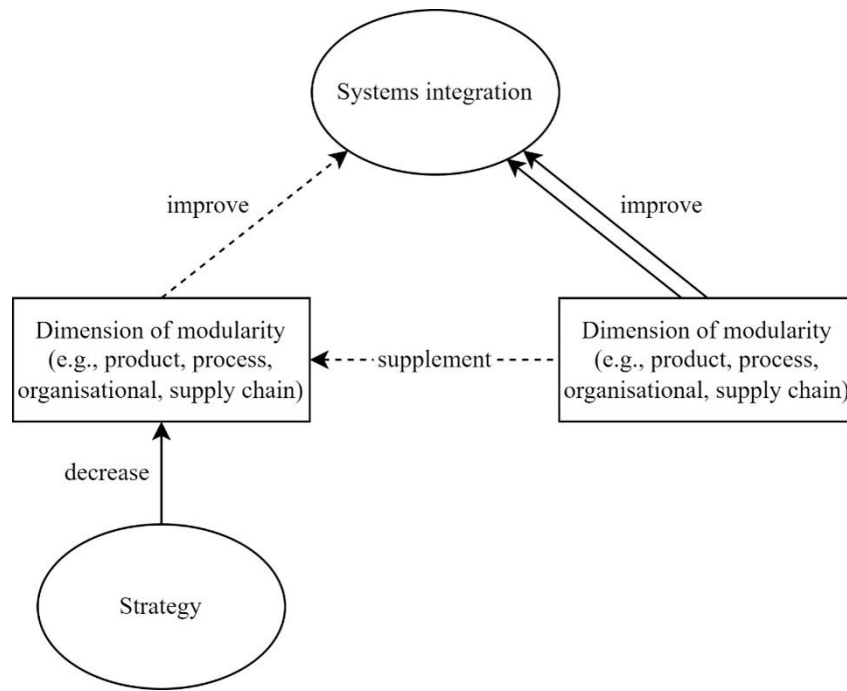 Systems integration
improve
improve
Dimension of modularity
(e.g., product, process,
organisational, supply chain)
supplement
Dimension of modularity
(e.g., product, process,
organisational, supply chain)
decrease
Strategy